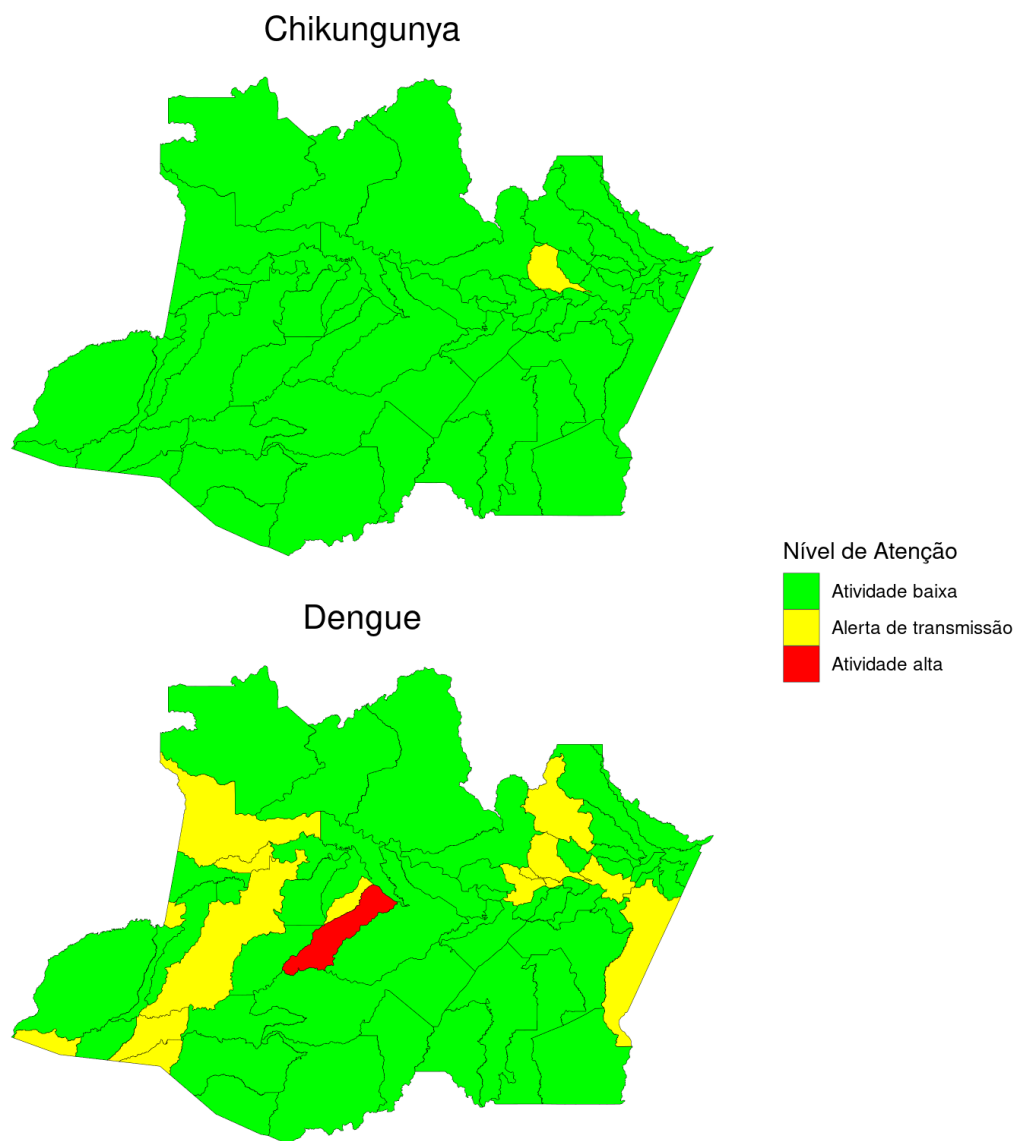 Chikungunya
Nível de Atenção
Atividade baixa
Alerta de transmissão
Atividade alta
Dengue